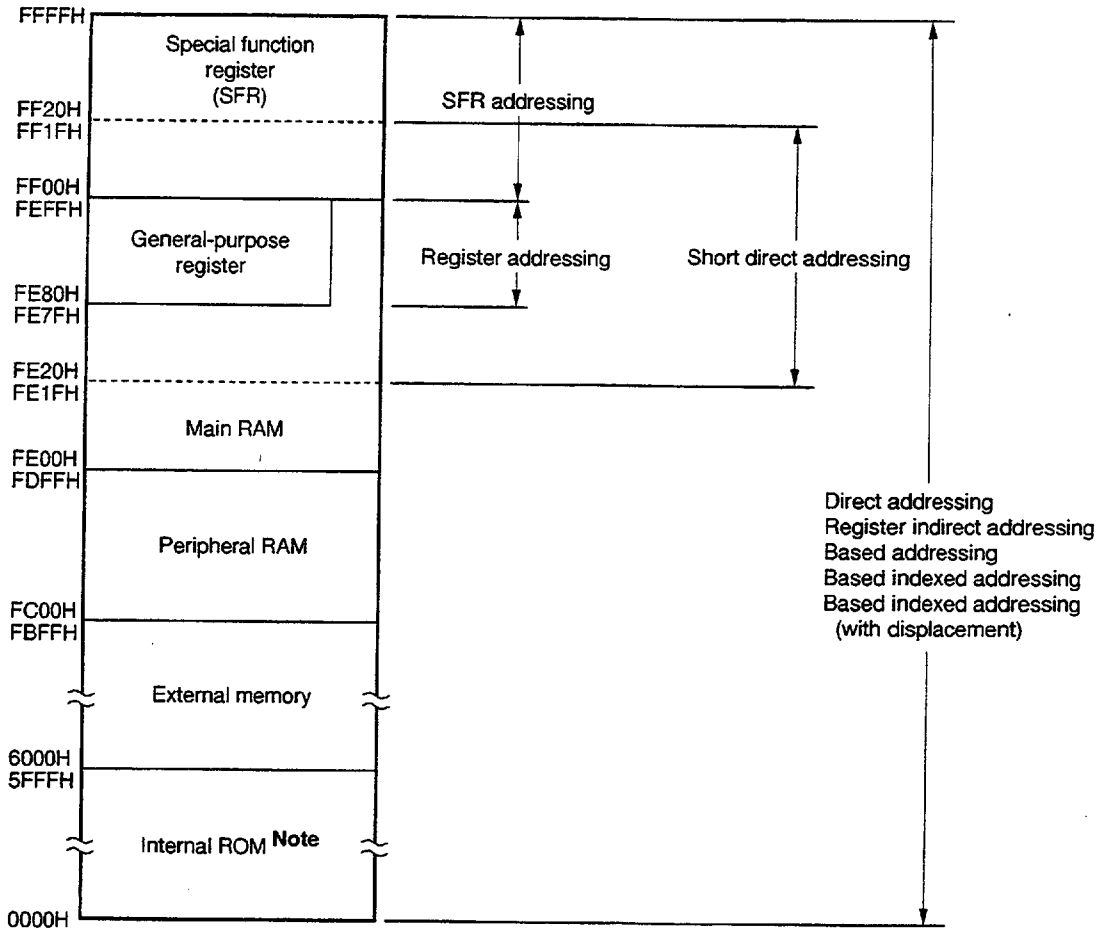 FFFFH
Special function
register
(SFR)
FF20H
FF1FH
SFR addressing
FF00H
FEFFH
General-purpose
register
Register addressing
Short direct addressing
FE80H
FE7FH
FE20H
FE1FH
Main RAM
FE00H
FDFFH
Peripheral RAM
Direct addressing
Register indirect addressing
Based addressing
Based indexed addressing
Based indexed addressing
(with displacement)
FC00H
FBFFH
External memory
6000H
5FFFH
Internal ROM Note
0000H